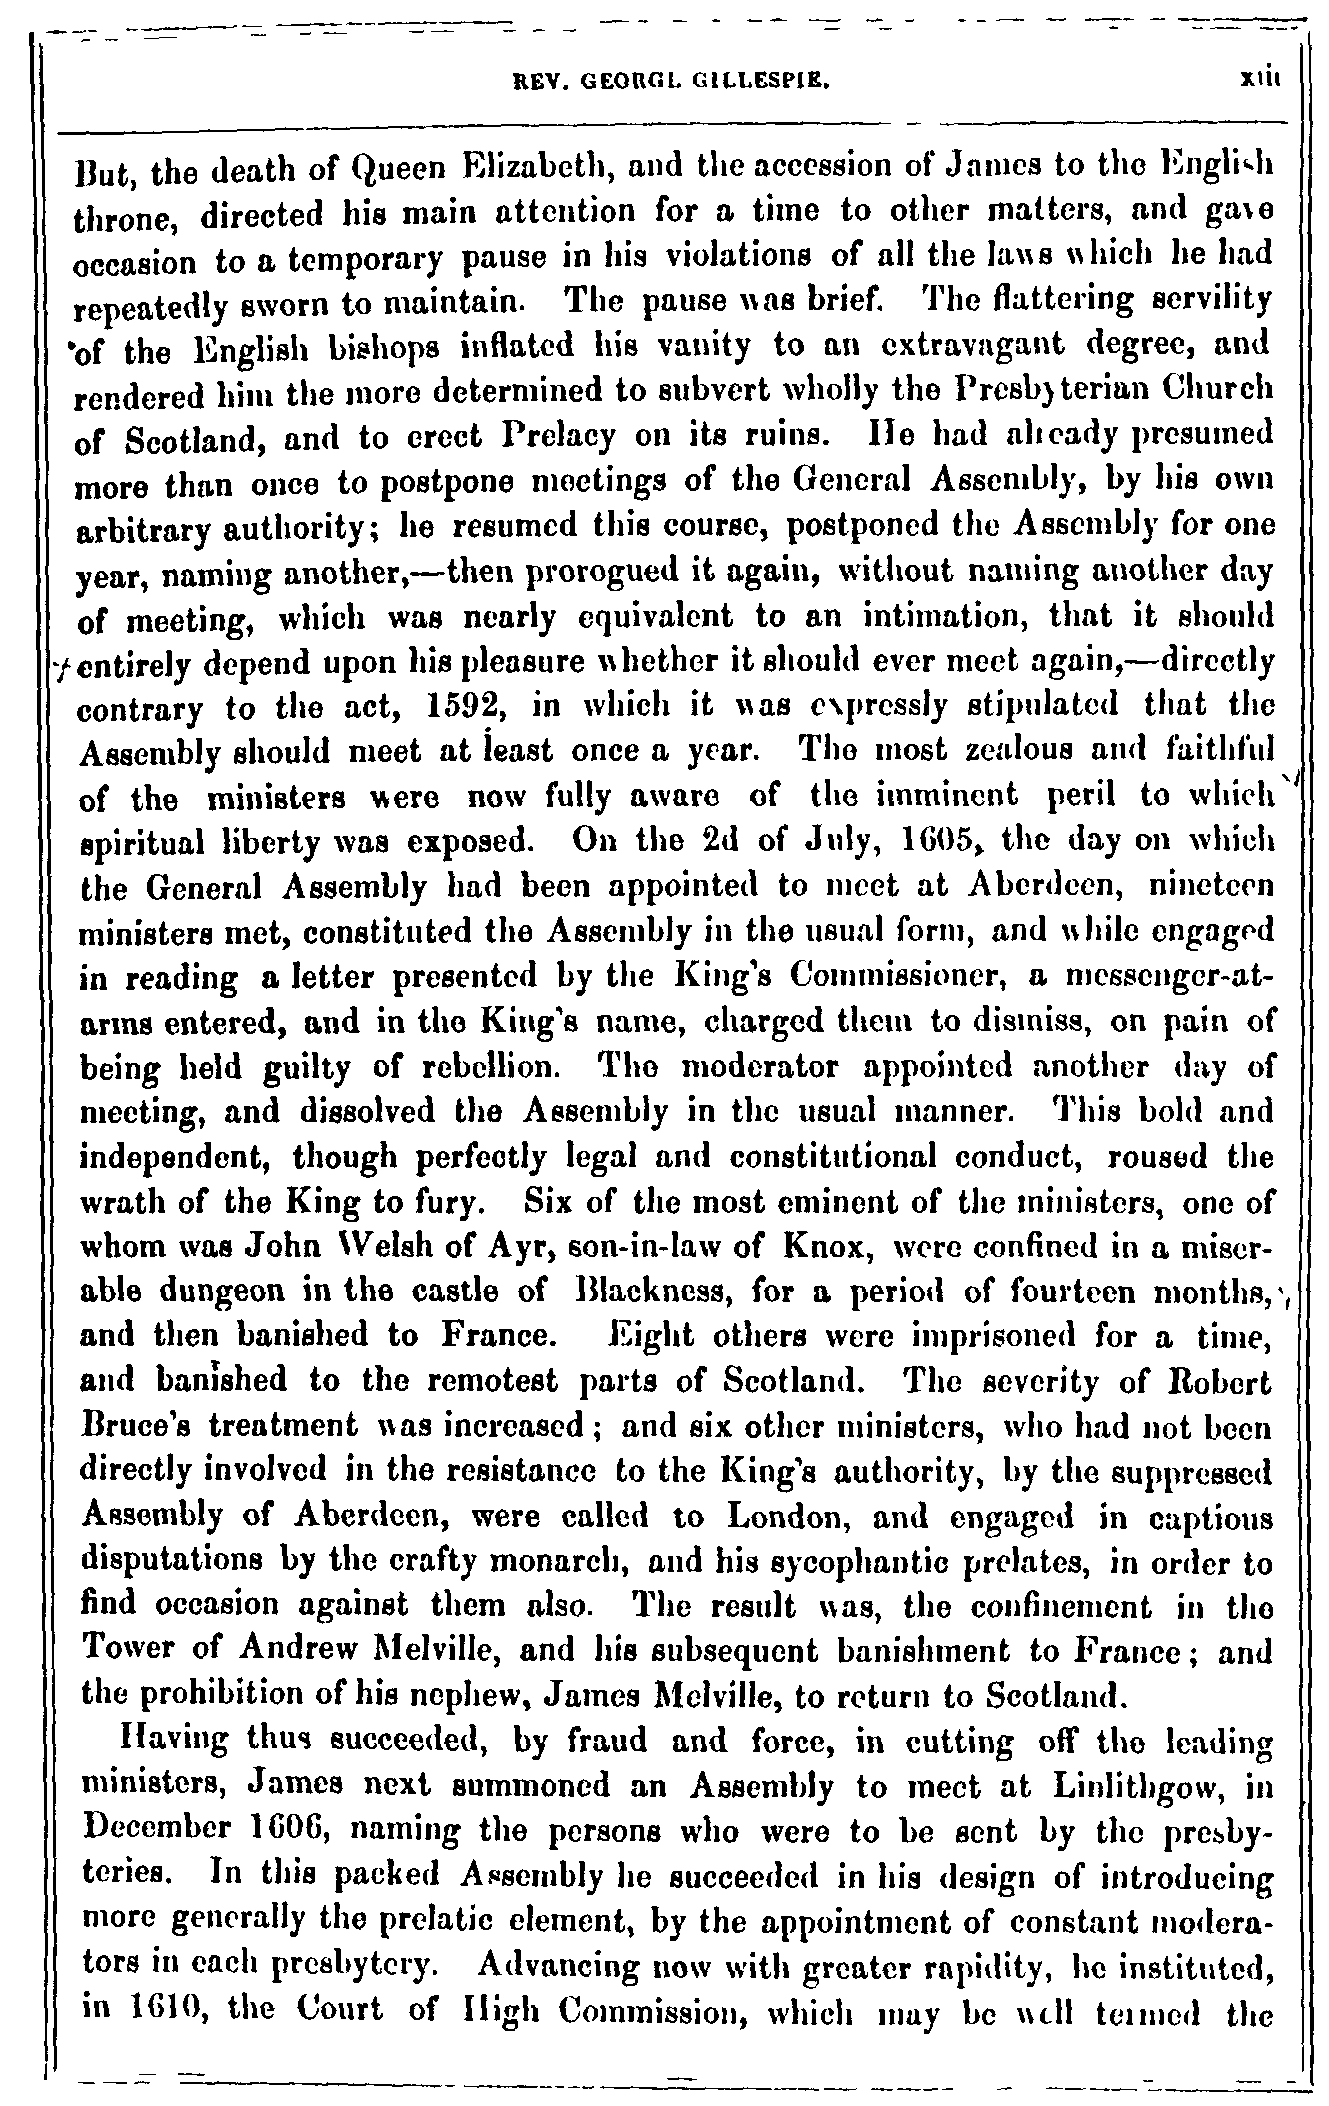 REV. GEORGE GILLESPIE. xiii
But, the death of Queen Elizabeth, and the accession of James to the English
throne, directed his main attention for a time to other matters, and gave
occasion to a temporary pause in his violations of all the laws which he had
repeatedly sworn to maintain. The pause was brief. The flattering servility
of the English bishops inflated his vanity to an extravagant degree, and
rendered him the more determined to subvert wholly the Presbyterian Church
of Scotland, and to erect Prelacy on its ruins. He had already presumed
more than once to postpone meetings of the General Assembly, by his own
arbitrary authority; he resumed this course, postponed the Assembly for one
year, naming another,—then prorogued it again, without naming another day
of meeting, which was nearly equivalent to an intimation, that it should
entirely depend upon his pleasure whether it should ever meet again,—directly
contrary to the act, 1592, in which it was expressly stipulated that the
Assembly should meet at least once a year. The most zealous and faithful
of the ministers were now fully aware of the imminent peril to which
spiritual liberty was exposed. On the 2d of July, 1605, the day on which
the General Assembly had been appointed to meet at Aberdeen, nineteen
ministers met, constituted the Assembly in the usual form, and while engaged
in reading a letter presented by the King's Commissioner, a messenger-at-
arms entered, and in the King's name, charged them to dismiss, on pain of
being held guilty of rebellion. The moderator appointed another day of
meeting, and dissolved the Assembly in the usual manner. This bold and
independent, though perfectly legal and constitutional conduct, roused the
wrath of the King to fury. Six of the most eminent of the ministers, one of
whom was John Welsh of Ayr, son-in-law of Knox, were confined in a miser-
able dungeon in the castle of Blackness, for a period of fourteen months,
and then banished to France. Eight others were imprisoned for a time,
and banished to the remotest parts of Scotland. The severity of Robert
Bruce's treatment was increased; and six other ministers, who had not been
directly involved in the resistance to the King's authority, by the suppressed
Assembly of Aberdeen, were called to London, and engaged in captious
disputations by the crafty monarch, and his sycophantic prelates, in order to
find occasion against them also. The result was, the confinement in the
Tower of Andrew Melville, and his subsequent banishment to France; and
the prohibition of his nephew, James Melville, to return to Scotland.
Having thus succeeded, by fraud and force, in cutting off the leading
ministers, James next summoned an Assembly to meet at Linlithgow, in
December 1606, naming the persons who were to be sent by the presby-
teries. In this packed Assembly he succeeded in his design of introducing
more generally the prelatic element, by the appointment of constant modera-
tors in each presbytery. Advancing now with greater rapidity, he instituted,
in 1610, the Court of High Commission, which may be well termed the